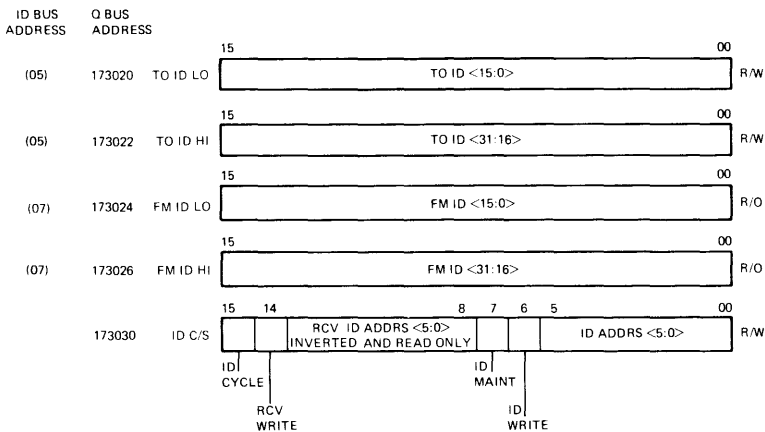 ID BUS ADDRESS
Q BUS ADDRESS
15 00
(05) 173020 TO ID LO TO ID <15:0> R/W
15 00
(05) 173022 TO ID HI TO ID <31:16> R/W
15 00
(07) 173024 FM ID LO FM ID <15:0> R/O
15 00
(07) 173026 FM ID HI FM ID <31:16> R/O
15 14 8 7 6 5 00
173030 ID C/S RCV ID ADDRS <5:0> INVERTED AND READ ONLY ID ADDRS <5:0> R/W
ID CYCLE
RCV WRITE
ID MAINT
ID WRITE